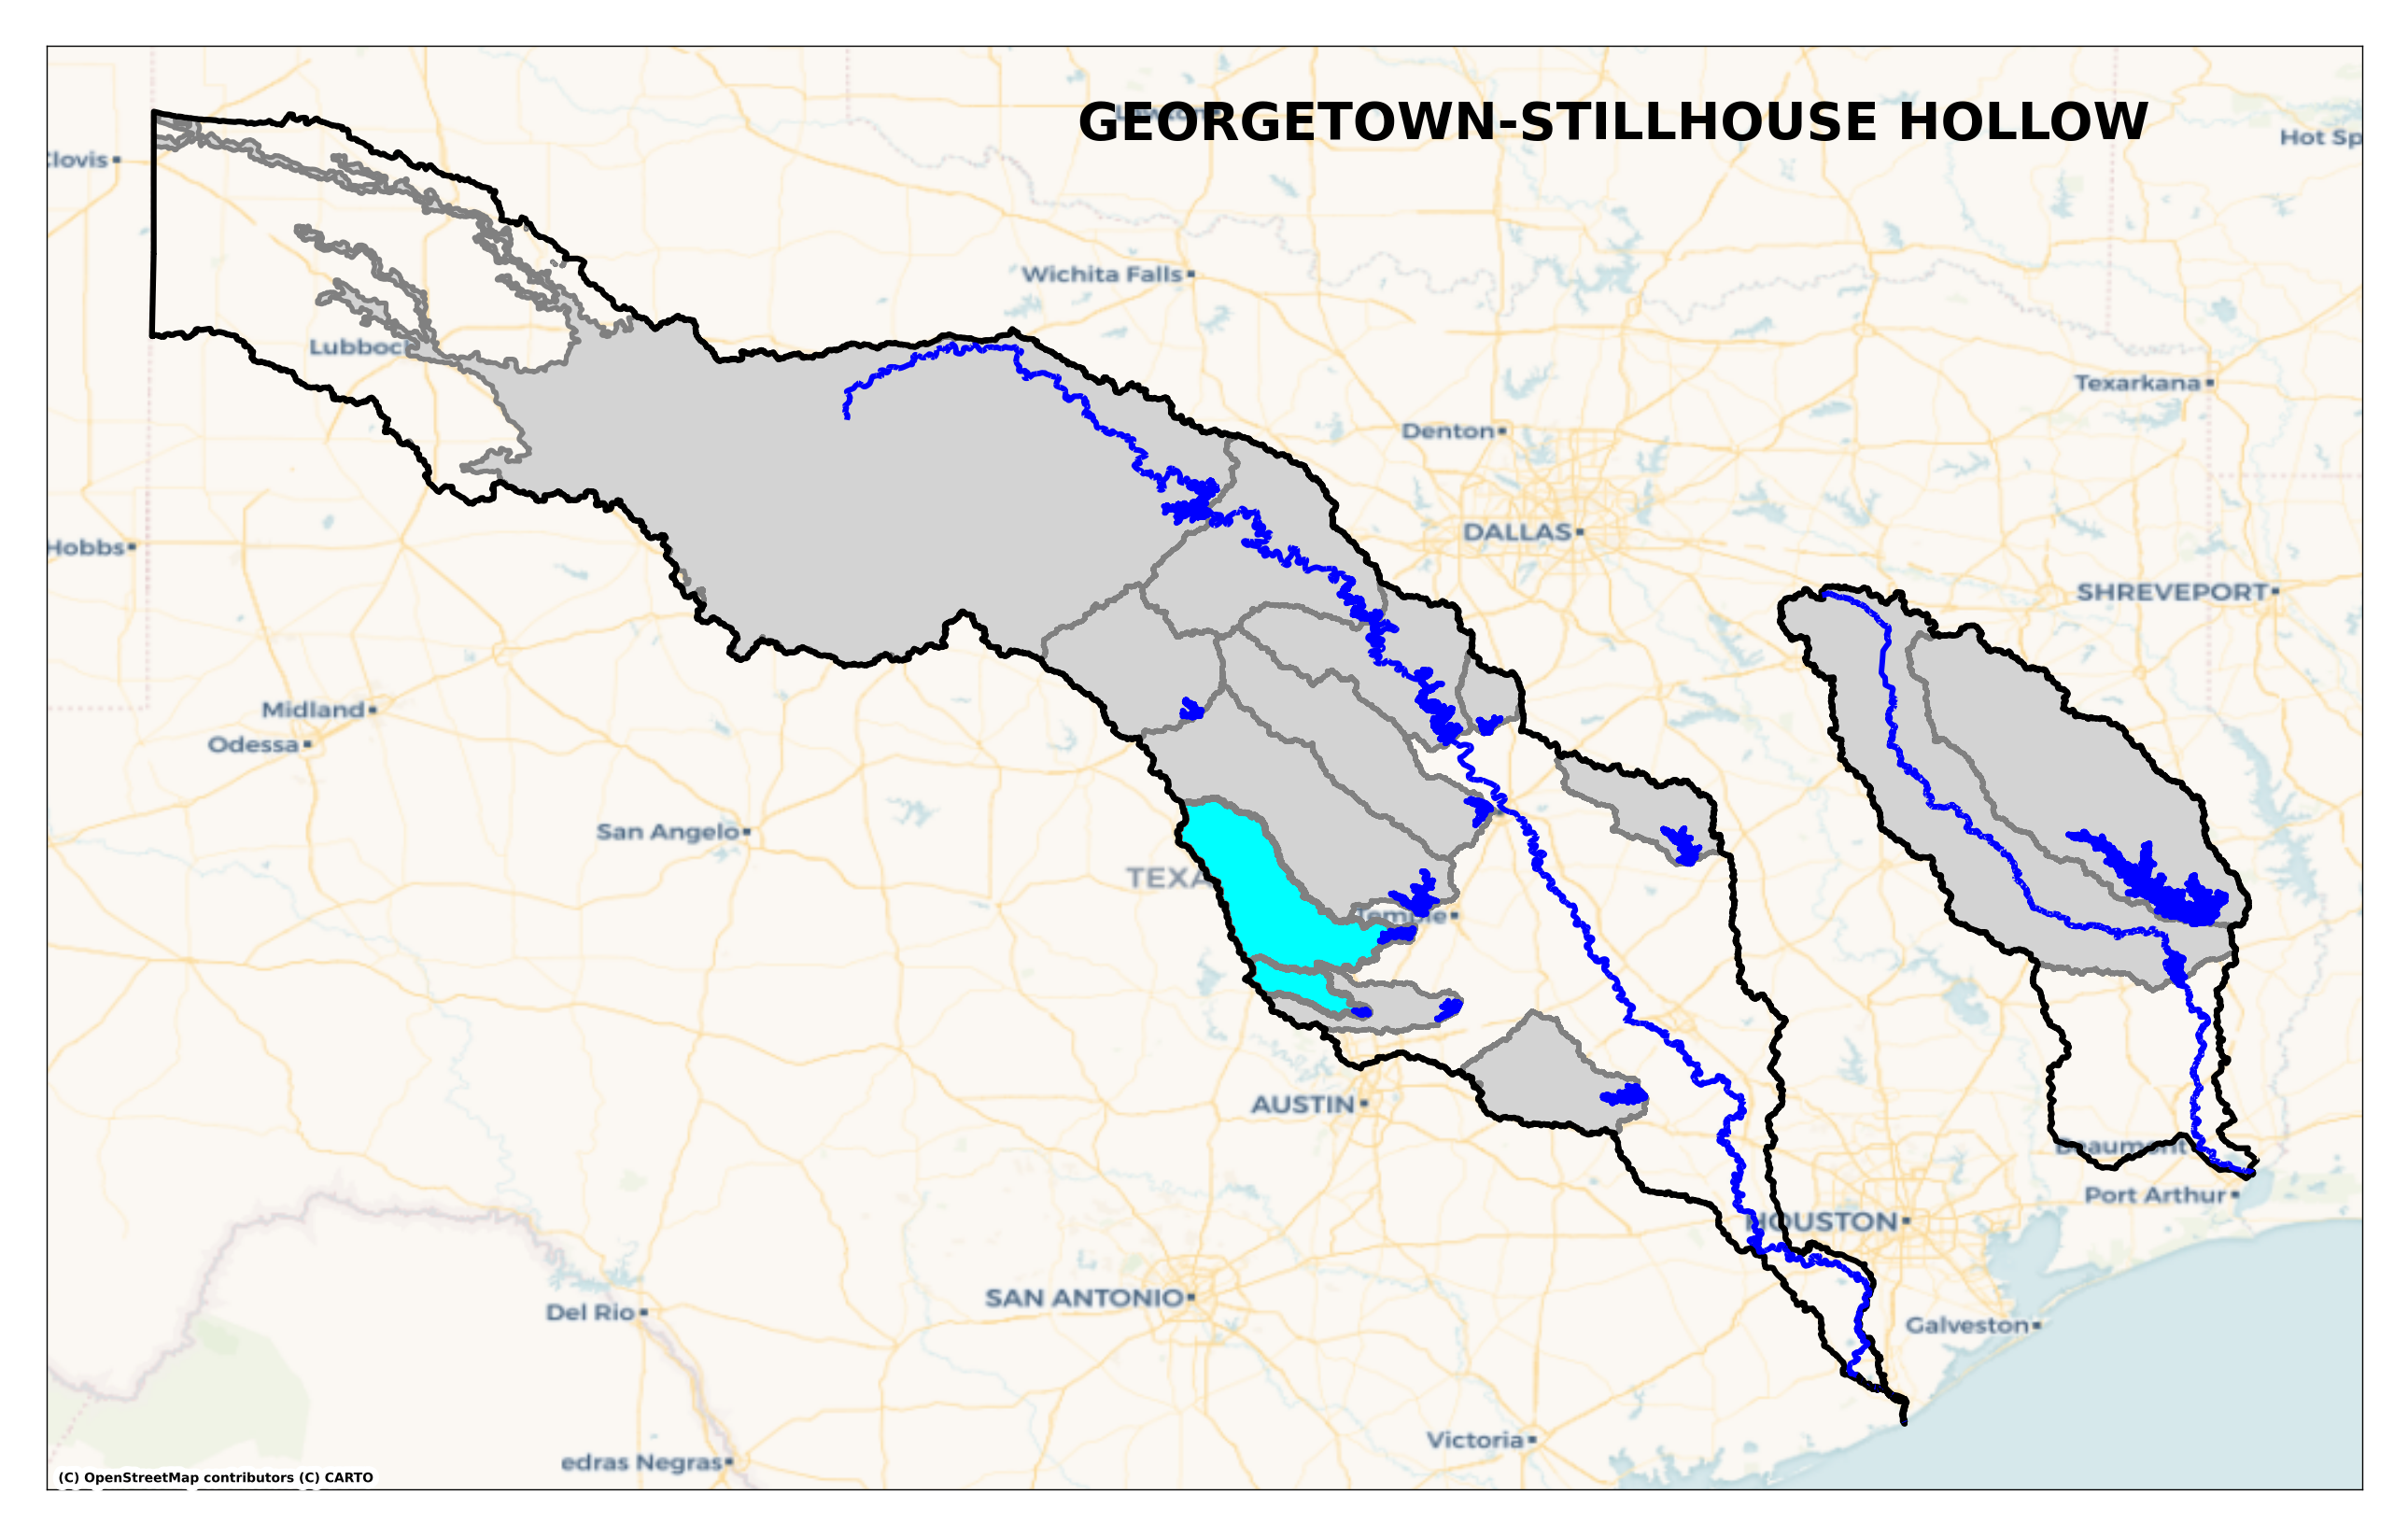 GEORGETOWN-STILLHOUSE HOLLOW
Lawton
Hot Sp
Clovis
Wichita Falls
Lubbock
Texarkana
Denton
DALLAS
Hobbs
SHREVEPORT
Midland
Odessa
San Angelo
TEXA
Temple
AUSTIN
Beaumont
Port Arthur
HOUSTON
SAN ANTONIO
Del Rio
Galveston
Victoria
edras Negras
(C) OpenStreetMap contributors (C) CARTO